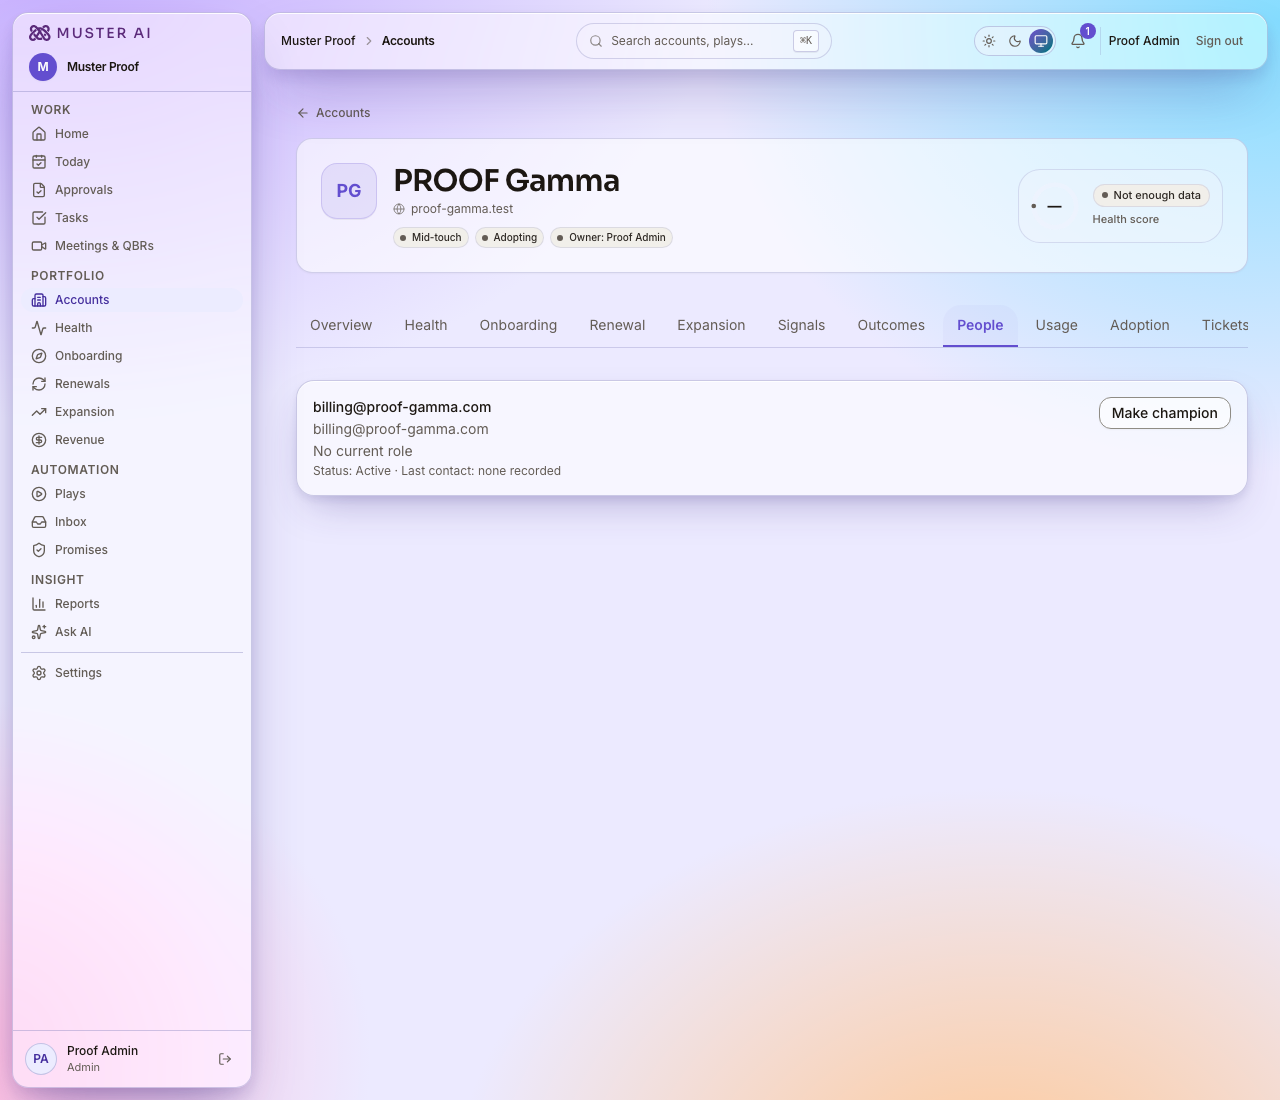 MUSTER AI
M
Muster Proof
WORK
Home
Today
Approvals
Tasks
Meetings & QBRs
PORTFOLIO
Accounts
Health
Onboarding
Renewals
Expansion
Revenue
AUTOMATION
Plays
Inbox
Promises
INSIGHT
Reports
Ask AI
Settings
PA
Proof Admin
Admin
Muster Proof > Accounts
Search accounts, plays... ⌘K
1
Proof Admin
Sign out
Accounts
PG
PROOF Gamma
proof-gamma.test
Mid-touch
Adopting
Owner: Proof Admin
—
Not enough data
Health score
Overview Health Onboarding Renewal Expansion Signals Outcomes People Usage Adoption Tickets
billing@proof-gamma.com
Make champion
billing@proof-gamma.com
No current role
Status: Active · Last contact: none recorded